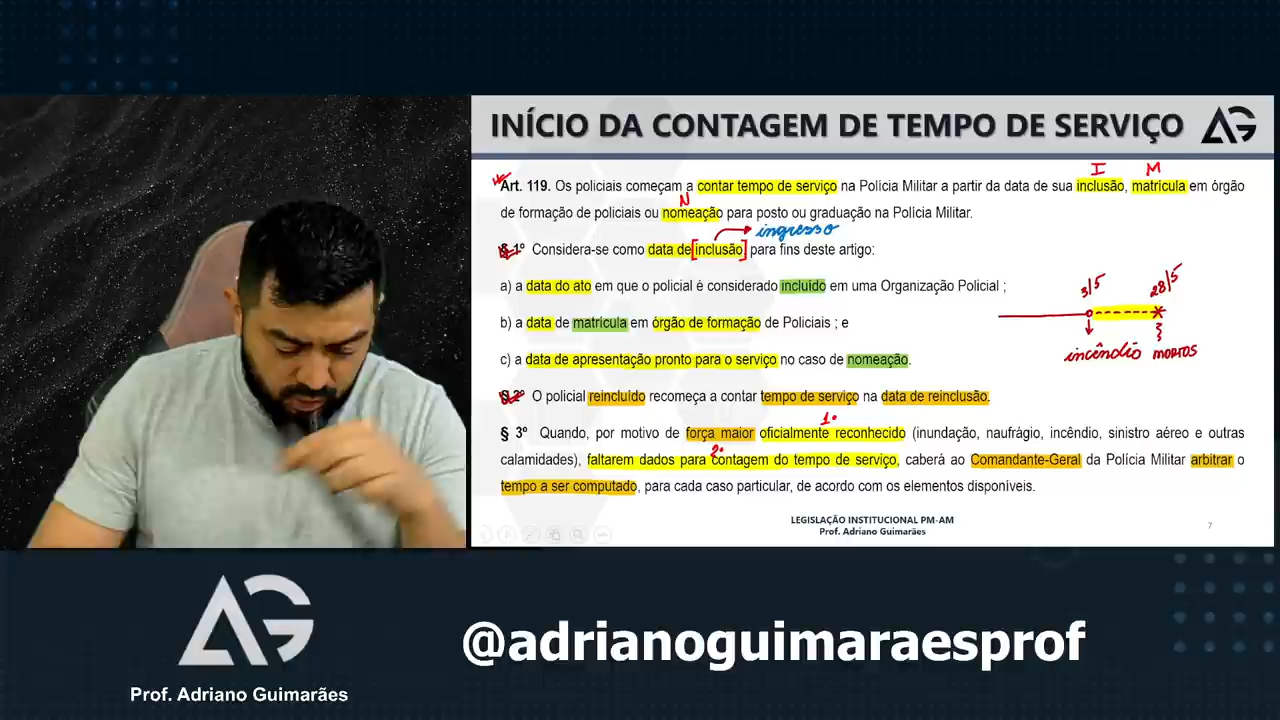 INÍCIO DA CONTAGEM DE TEMPO DE SERVIÇO
AG
I M
Art. 119. Os policiais começam a contar tempo de serviço na Polícia Militar a partir da data de sua inclusão, matrícula em órgão
N
de formação de policiais ou nomeação para posto ou graduação na Polícia Militar.
ingresso
§ 1º Considera-se como data de [inclusão] para fins deste artigo:
a) a data do ato em que o policial é considerado incluído em uma Organização Policial ;
3/5 28/5
b) a data de matrícula em órgão de formação de Policiais ; e
incêndio MORTOS
c) a data de apresentação pronto para o serviço no caso de nomeação.
§ 2º O policial reincluído recomeça a contar tempo de serviço na data de reinclusão.
1º
§ 3º Quando, por motivo de força maior oficialmente reconhecido (inundação, naufrágio, incêndio, sinistro aéreo e outras
2º
calamidades), faltarem dados para contagem do tempo de serviço, caberá ao Comandante-Geral da Polícia Militar arbitrar o
tempo a ser computado, para cada caso particular, de acordo com os elementos disponíveis.
LEGISLAÇÃO INSTITUCIONAL PM-AM
Prof. Adriano Guimarães
7
AG
Prof. Adriano Guimarães
@adrianoguimaraesprof